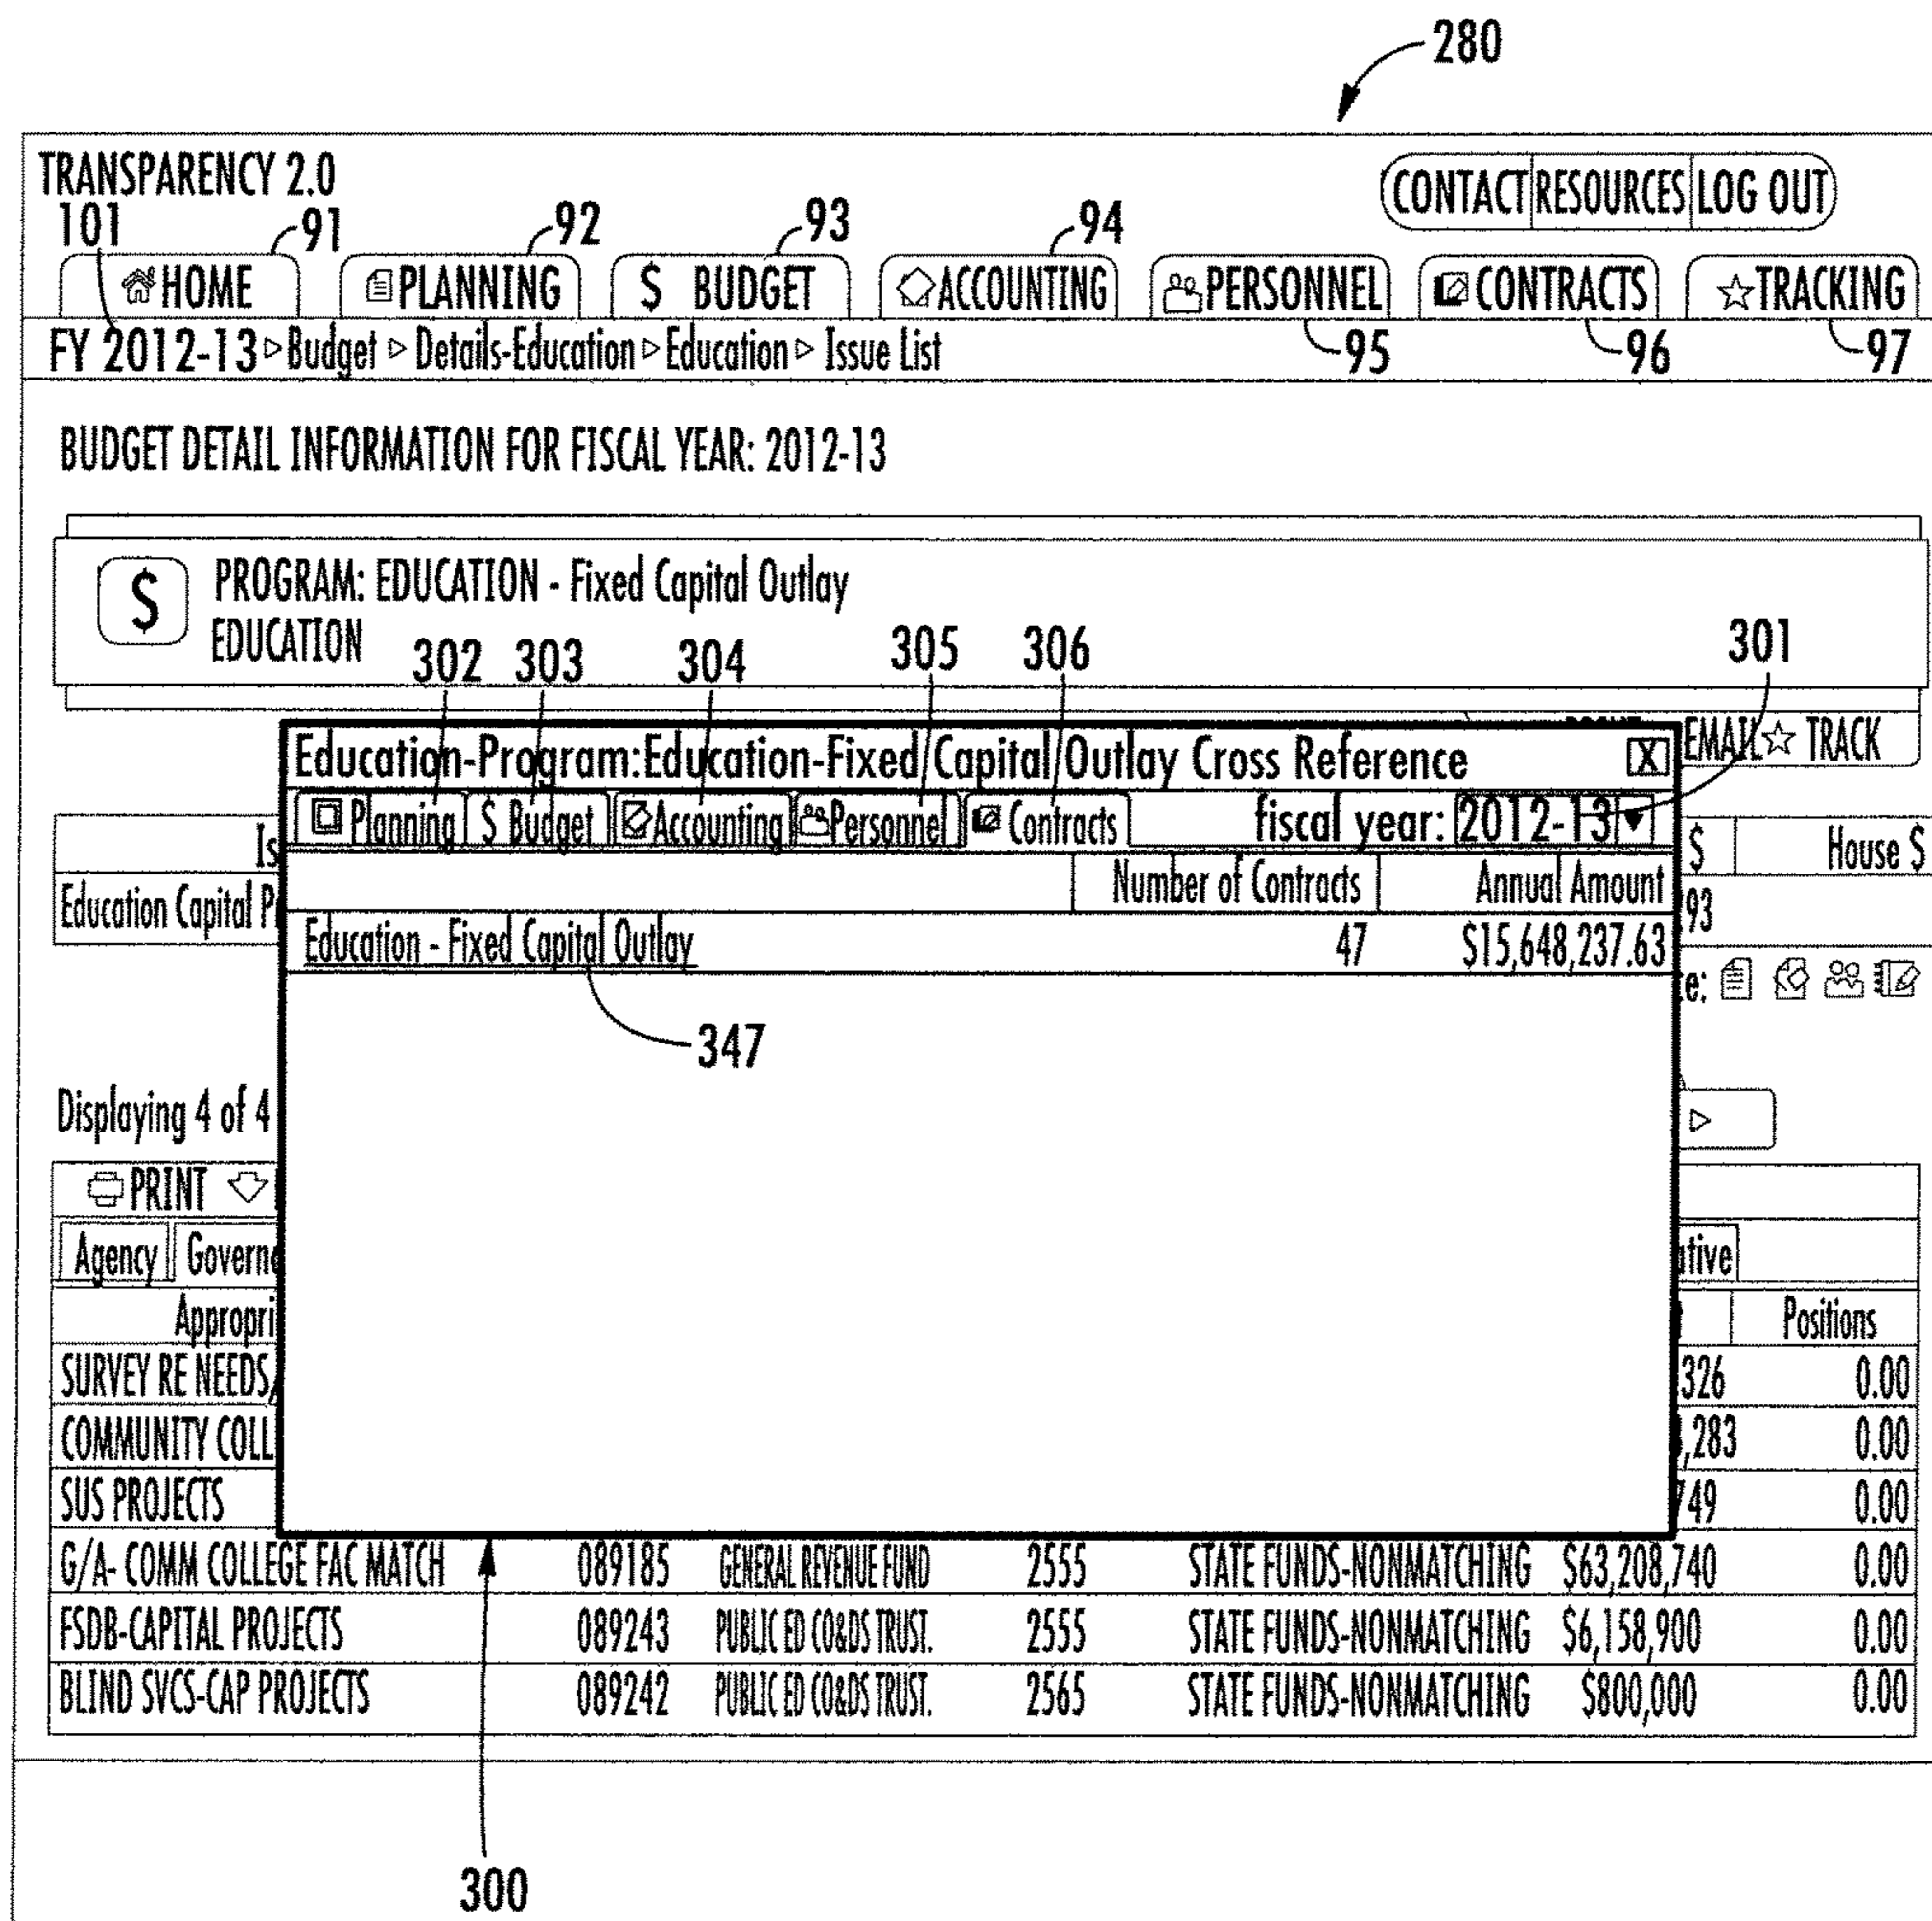 280
TRANSPARENCY 2.0
CONTACT RESOURCES LOG OUT
101 91 92 93 94
HOME PLANNING $ BUDGET ACCOUNTING PERSONNEL CONTRACTS TRACKING
FY 2012-13 ▷ Budget ▷ Details-Education ▷ Education ▷ Issue List
95 96 97
BUDGET DETAIL INFORMATION FOR FISCAL YEAR: 2012-13
$ PROGRAM: EDUCATION - Fixed Capital Outlay
EDUCATION
302 303 304 305 306 301
EMAIL ☆ TRACK
Education-Program:Education-Fixed Capital Outlay Cross Reference X
Planning $ Budget Accounting Personnel Contracts fiscal year: 2012-13
Is $ House $
Number of Contracts Annual Amount
Education Capital P 93
Education - Fixed Capital Outlay 47 $15,648,237.63
e:
347
Displaying 4 of 4
PRINT
Agency Governo ative
Appropri Positions
SURVEY RE NEEDS, 326 0.00
COMMUNITY COLL ,283 0.00
SUS PROJECTS 749 0.00
G/A- COMM COLLEGE FAC MATCH 089185 GENERAL REVENUE FUND 2555 STATE FUNDS-NONMATCHING $63,208,740 0.00
FSDB-CAPITAL PROJECTS 089243 PUBLIC ED CO&DS TRUST. 2555 STATE FUNDS-NONMATCHING $6,158,900 0.00
BLIND SVCS-CAP PROJECTS 089242 PUBLIC ED CO&DS TRUST. 2565 STATE FUNDS-NONMATCHING $800,000 0.00
300